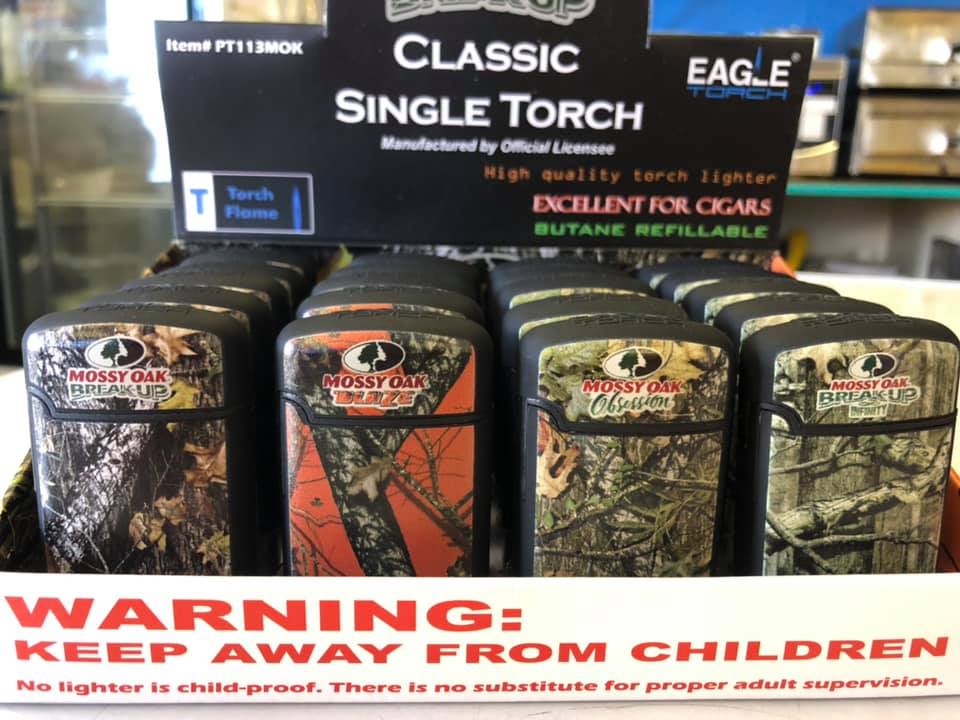 BREAK-UP
Item# PT113MOK
CLASSIC
SINGLE TORCH
EAGLE®
TORCH
Manufactured by Official Licensee
High quality torch lighter
T Torch
Flame
EXCELLENT FOR CIGARS
BUTANE REFILLABLE
MOSSY OAK
BREAK-UP
MOSSY OAK
BLAZE
MOSSY OAK
Obsession
MOSSY OAK
BREAK-UP
INFINITY
WARNING:
KEEP AWAY FROM CHILDREN
No lighter is child-proof. There is no substitute for proper adult supervision.